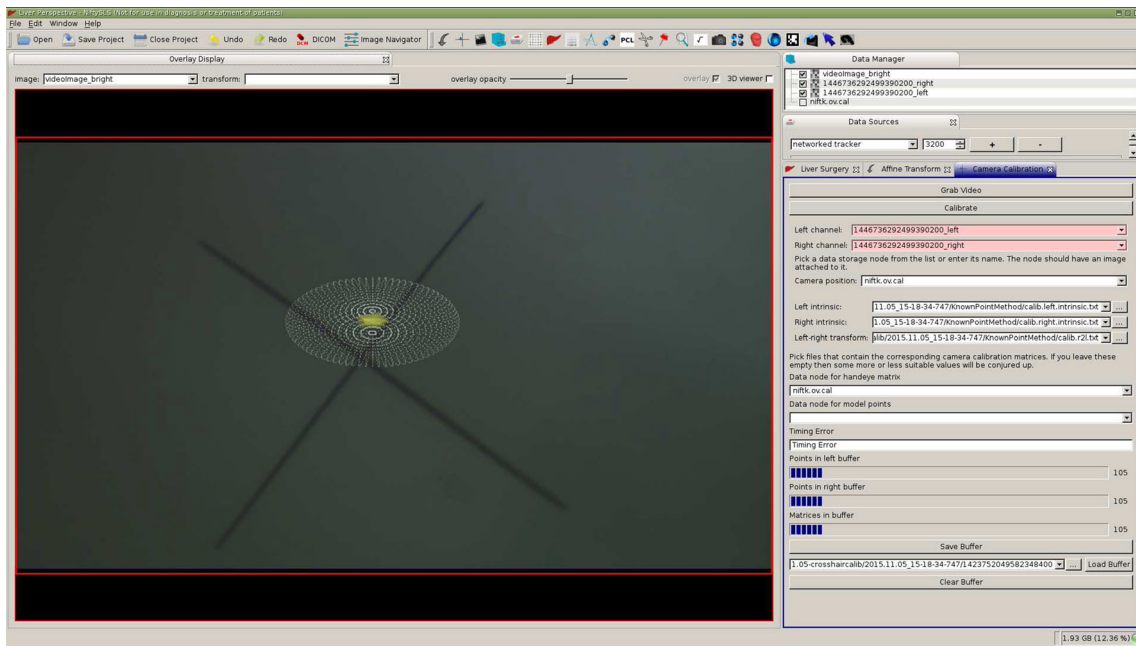 Liver Perspective - NiftyIGS (Not for use in diagnosis or treatment of patients)
File Edit Window Help
Open Save Project Close Project Undo Redo DCM DICOM Image Navigator PCL
Overlay Display
image: videoImage_bright transform: overlay opacity overlay 3D viewer
Data Manager
videoImage_bright
1446736292499390200_right
1446736292499390200_left
niftk.ov.cal
Data Sources
networked tracker 3200 + -
Liver Surgery Affine Transform Camera Calibration
Grab Video
Calibrate
Left channel: 1446736292499390200_left
Right channel: 1446736292499390200_right
Pick a data storage node from the list or enter its name. The node should have an image
attached to it.
Camera position: niftk.ov.cal
Left intrinsic: 11.05_15-18-34-747/KnownPointMethod/calib.left.intrinsic.txt ...
Right intrinsic: 1.05_15-18-34-747/KnownPointMethod/calib.right.intrinsic.txt ...
Left-right transform: alib/2015.11.05_15-18-34-747/KnownPointMethod/calib.r2l.txt ...
Pick files that contain the corresponding camera calibration matrices. If you leave these
empty then some more or less suitable values will be conjured up.
Data node for handeye matrix
niftk.ov.cal
Data node for model points
Timing Error
Timing Error
Points in left buffer
105
Points in right buffer
105
Matrices in buffer
105
Save Buffer
1.05-crosshaircalib/2015.11.05_15-18-34-747/1423752049582348400 ... Load Buffer
Clear Buffer
1.93 GB (12.36 %)